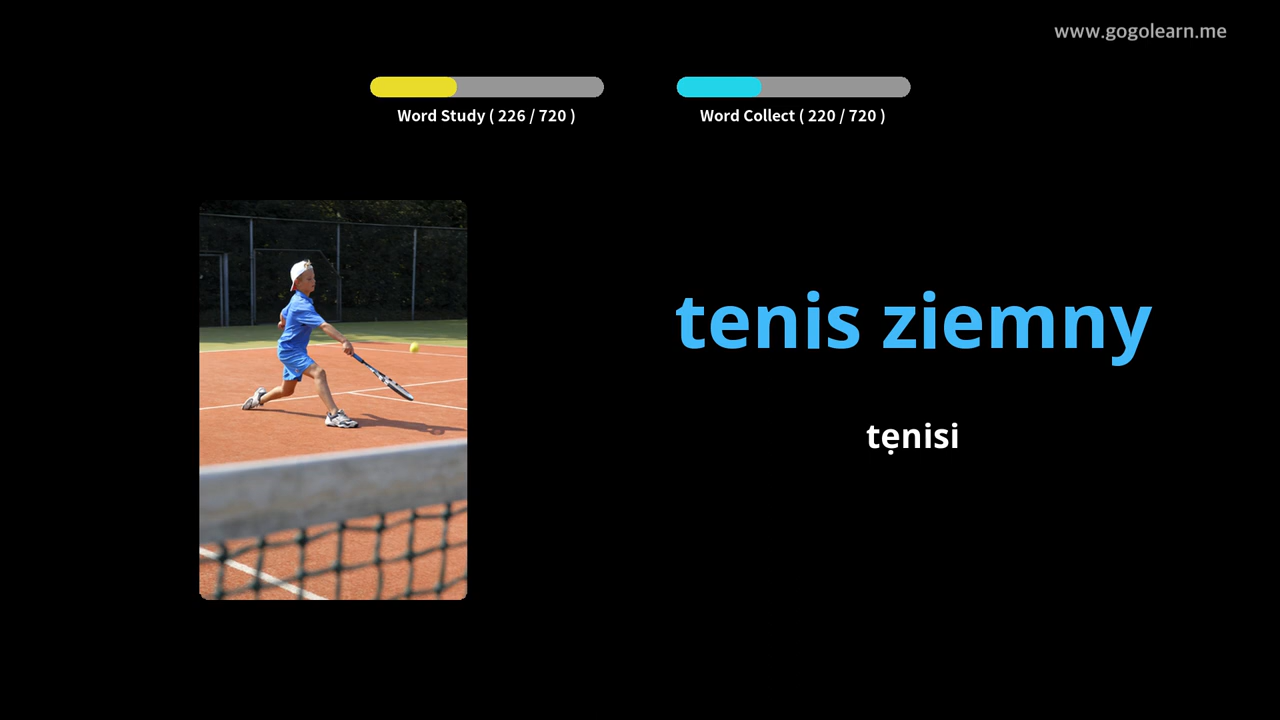 www.gogolearn.me
Word Study ( 226 / 720 )
Word Collect ( 220 / 720 )
tenis ziemny
tẹnisi